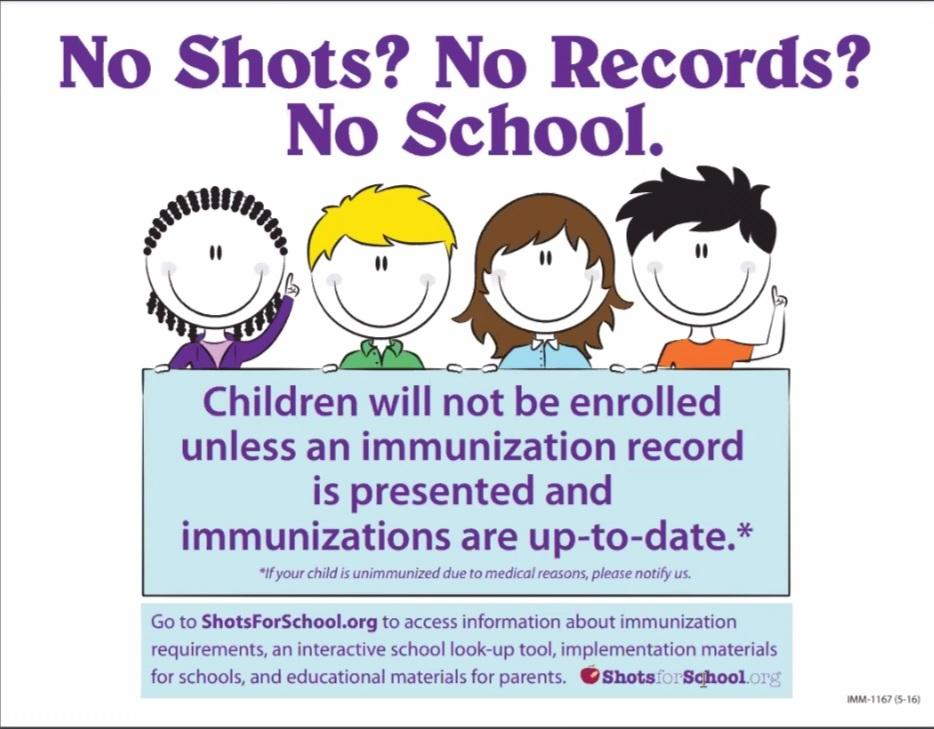 No Shots? No Records?
No School.
Children will not be enrolled
unless an immunization record
is presented and
immunizations are up-to-date.*
*If your child is unimmunized due to medical reasons, please notify us.
Go to ShotsForSchool.org to access information about immunization
requirements, an interactive school look-up tool, implementation materials
for schools, and educational materials for parents. ShotsforSchool.org
IMM-1167 (5-16)